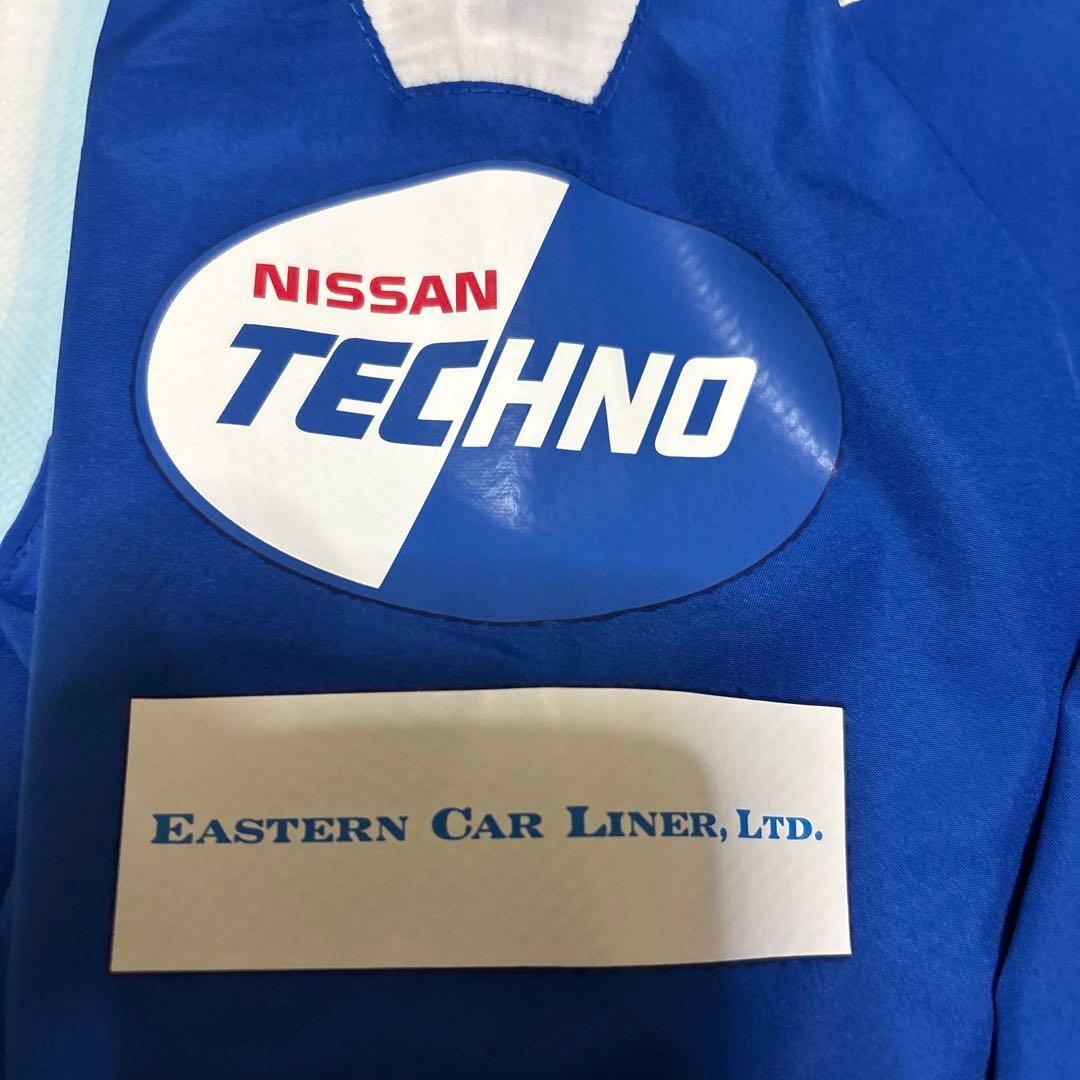 NISSAN
TECHNO
EASTERN CAR LINER, LTD.